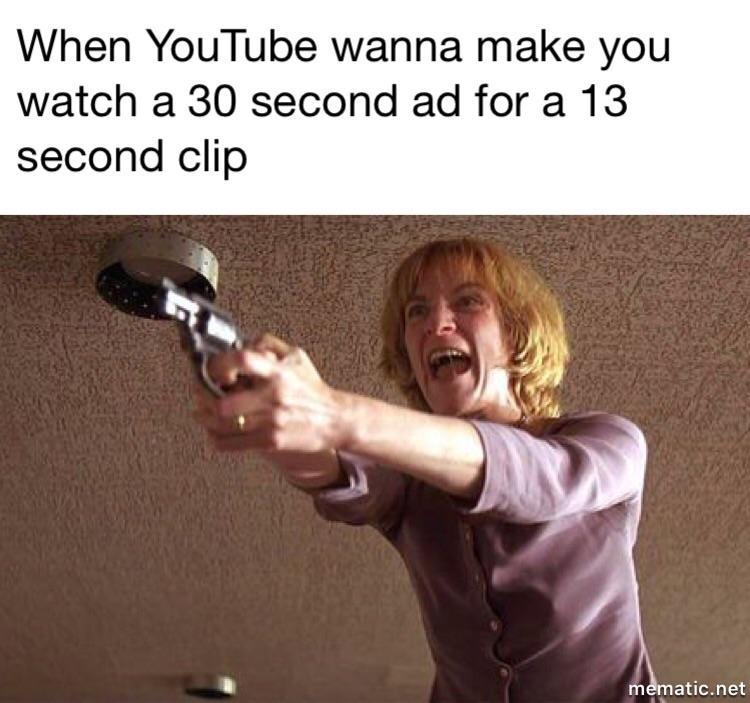 When YouTube wanna make you
watch a 30 second ad for a 13
second clip
mematic.net